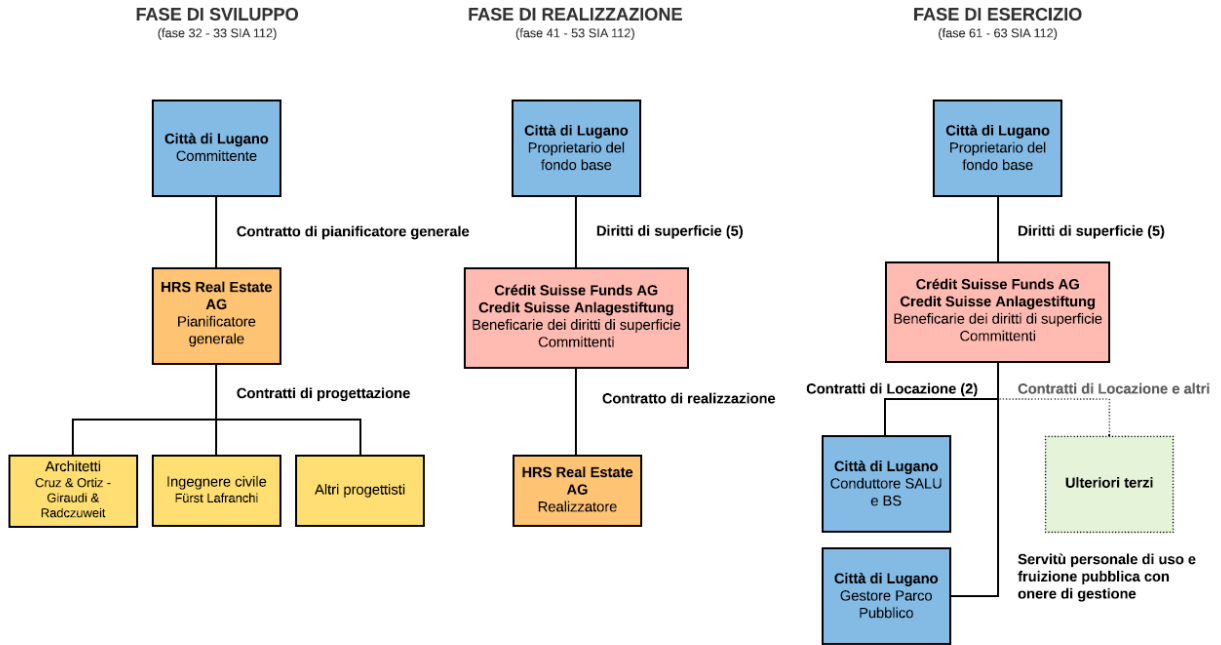 FASE DI SVILUPPO
(fase 32 - 33 SIA 112)
Città di Lugano
Committente
Contratto di pianificatore generale
HRS Real Estate
AG
Pianificatore
generale
Contratti di progettazione
Architetti
Cruz & Ortiz -
Giraudi &
Radczuweit
Ingegnere civile
Fürst Lafranchi
Altri progettisti
FASE DI REALIZZAZIONE
(fase 41 - 53 SIA 112)
Città di Lugano
Proprietario del
fondo base
Diritti di superficie (5)
Crédit Suisse Funds AG
Credit Suisse Anlagestiftung
Beneficarie dei diritti di superficie
Committenti
Contratto di realizzazione
HRS Real Estate
AG
Realizzatore
FASE DI ESERCIZIO
(fase 61 - 63 SIA 112)
Città di Lugano
Proprietario del
fondo base
Diritti di superficie (5)
Crédit Suisse Funds AG
Credit Suisse Anlagestiftung
Beneficarie dei diritti di superficie
Committenti
Contratti di Locazione (2)
Contratti di Locazione e altri
Città di Lugano
Conduttore SALU
e BS
Ulteriori terzi
Città di Lugano
Gestore Parco
Pubblico
Servitù personale di uso e
fruizione pubblica con
onere di gestione